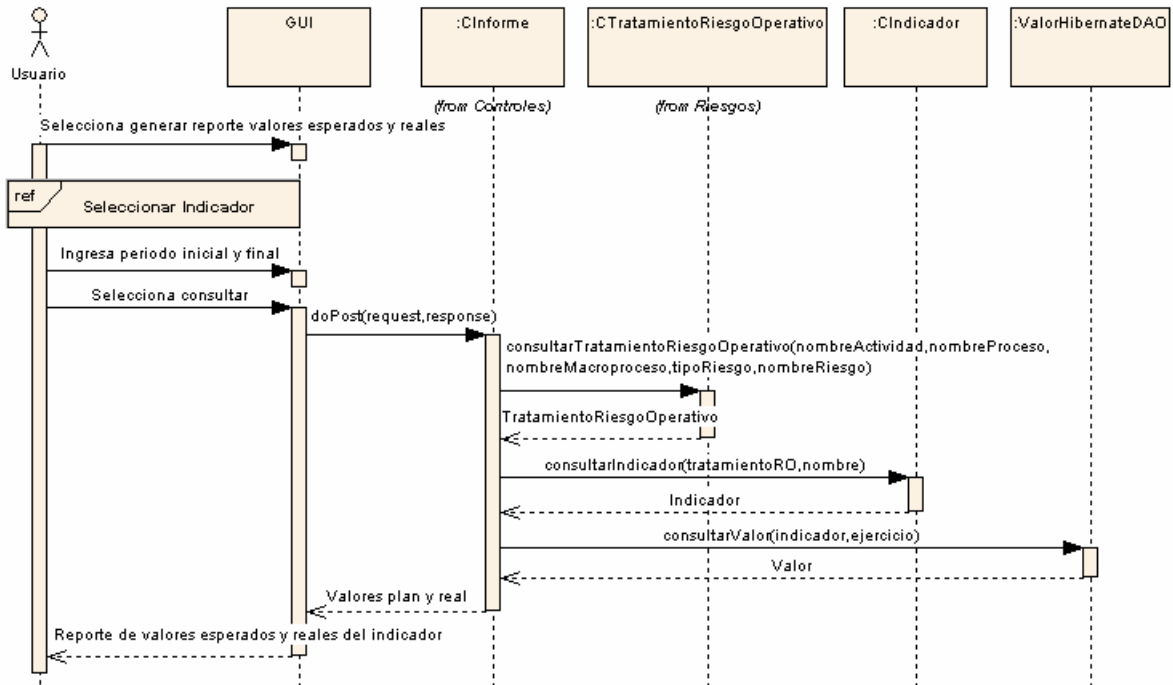 GUI
:CInforme
:CTratamientoRiesgoOperativo
:CIndicador
:ValorHibernateDAO
Usuario
(from Controles)
(from Riesgos)
Selecciona generar reporte valores esperados y reales
ref
Seleccionar Indicador
Ingresa periodo inicial y final
Selecciona consultar
doPost(request,response)
consultarTratamientoRiesgoOperativo(nombreActividad,nombreProceso,
nombreMacroproceso,tipoRiesgo,nombreRiesgo)
TratamientoRiesgoOperativo
consultarIndicador(tratamientoRO,nombre)
Indicador
consultarValor(indicador,ejercicio)
Valor
Valores plan y real
Reporte de valores esperados y reales del indicador